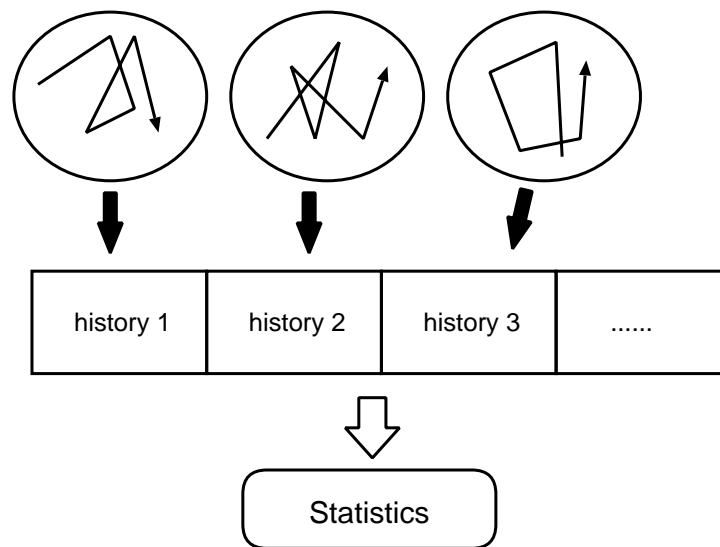 history 1
history 2
history 3
......
Statistics